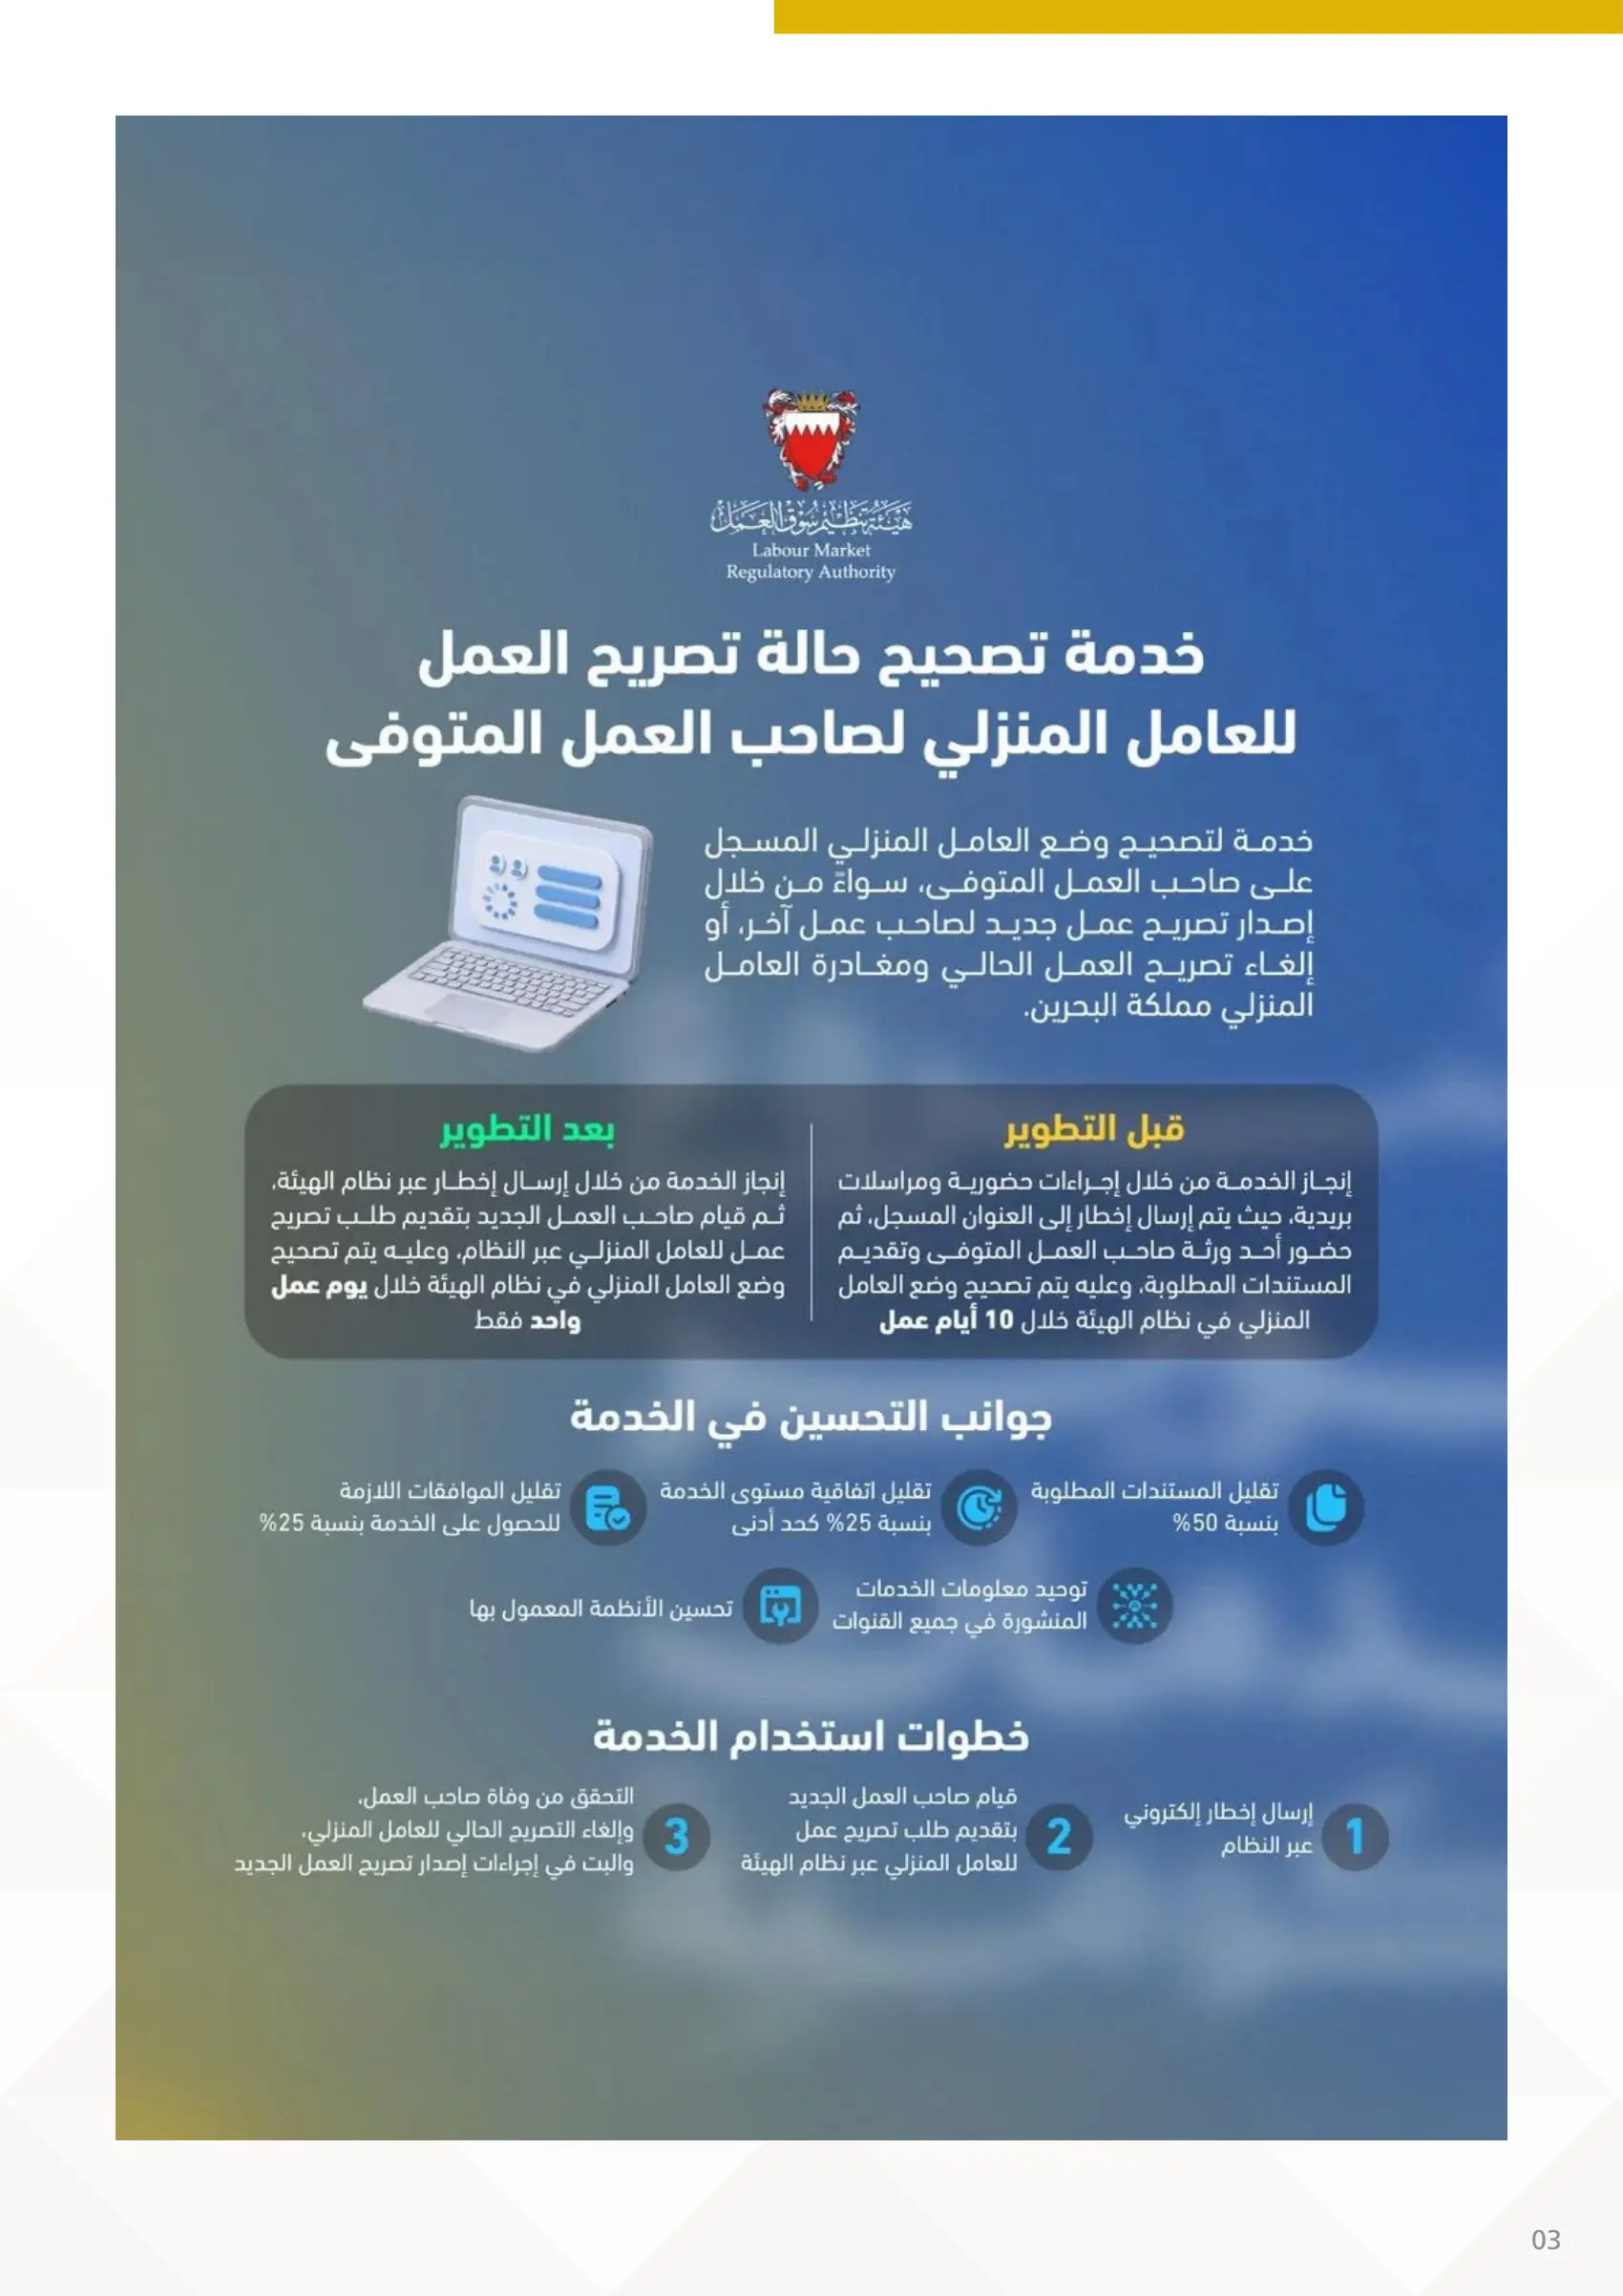 هيئة تنظيم سوق العمل
Labour Market
Regulatory Authority
خدمة تصحيح حالة تصريح العمل
للعامل المنزلي لصاحب العمل المتوفى
خدمة لتصحيح وضع العامل المنزلي المسجل
على صاحب العمل المتوفى، سواءً من خلال
إصدار تصريح عمل جديد لصاحب عمل آخر، أو
إلغاء تصريح العمل الحالي ومغادرة العامل
المنزلي مملكة البحرين.
قبل التطوير
إنجاز الخدمة من خلال إجراءات حضورية ومراسلات
بريدية، حيث يتم إرسال إخطار إلى العنوان المسجل، ثم
حضور أحد ورثة صاحب العمل المتوفى وتقديم
المستندات المطلوبة، وعليه يتم تصحيح وضع العامل
المنزلي في نظام الهيئة خلال 10 أيام عمل
بعد التطوير
إنجاز الخدمة من خلال إرسال إخطار عبر نظام الهيئة،
ثم قيام صاحب العمل الجديد بتقديم طلب تصريح
عمل للعامل المنزلي عبر النظام، وعليه يتم تصحيح
وضع العامل المنزلي في نظام الهيئة خلال يوم عمل
واحد فقط
جوانب التحسين في الخدمة
تقليل المستندات المطلوبة
بنسبة 50%
تقليل اتفاقية مستوى الخدمة
بنسبة 25% كحد أدنى
تقليل الموافقات اللازمة
للحصول على الخدمة بنسبة 25%
توحيد معلومات الخدمات
المنشورة في جميع القنوات
تحسين الأنظمة المعمول بها
خطوات استخدام الخدمة
1
إرسال إخطار إلكتروني
عبر النظام
2
قيام صاحب العمل الجديد
بتقديم طلب تصريح عمل
للعامل المنزلي عبر نظام الهيئة
3
التحقق من وفاة صاحب العمل،
وإلغاء التصريح الحالي للعامل المنزلي،
والبت في إجراءات إصدار تصريح العمل الجديد
03